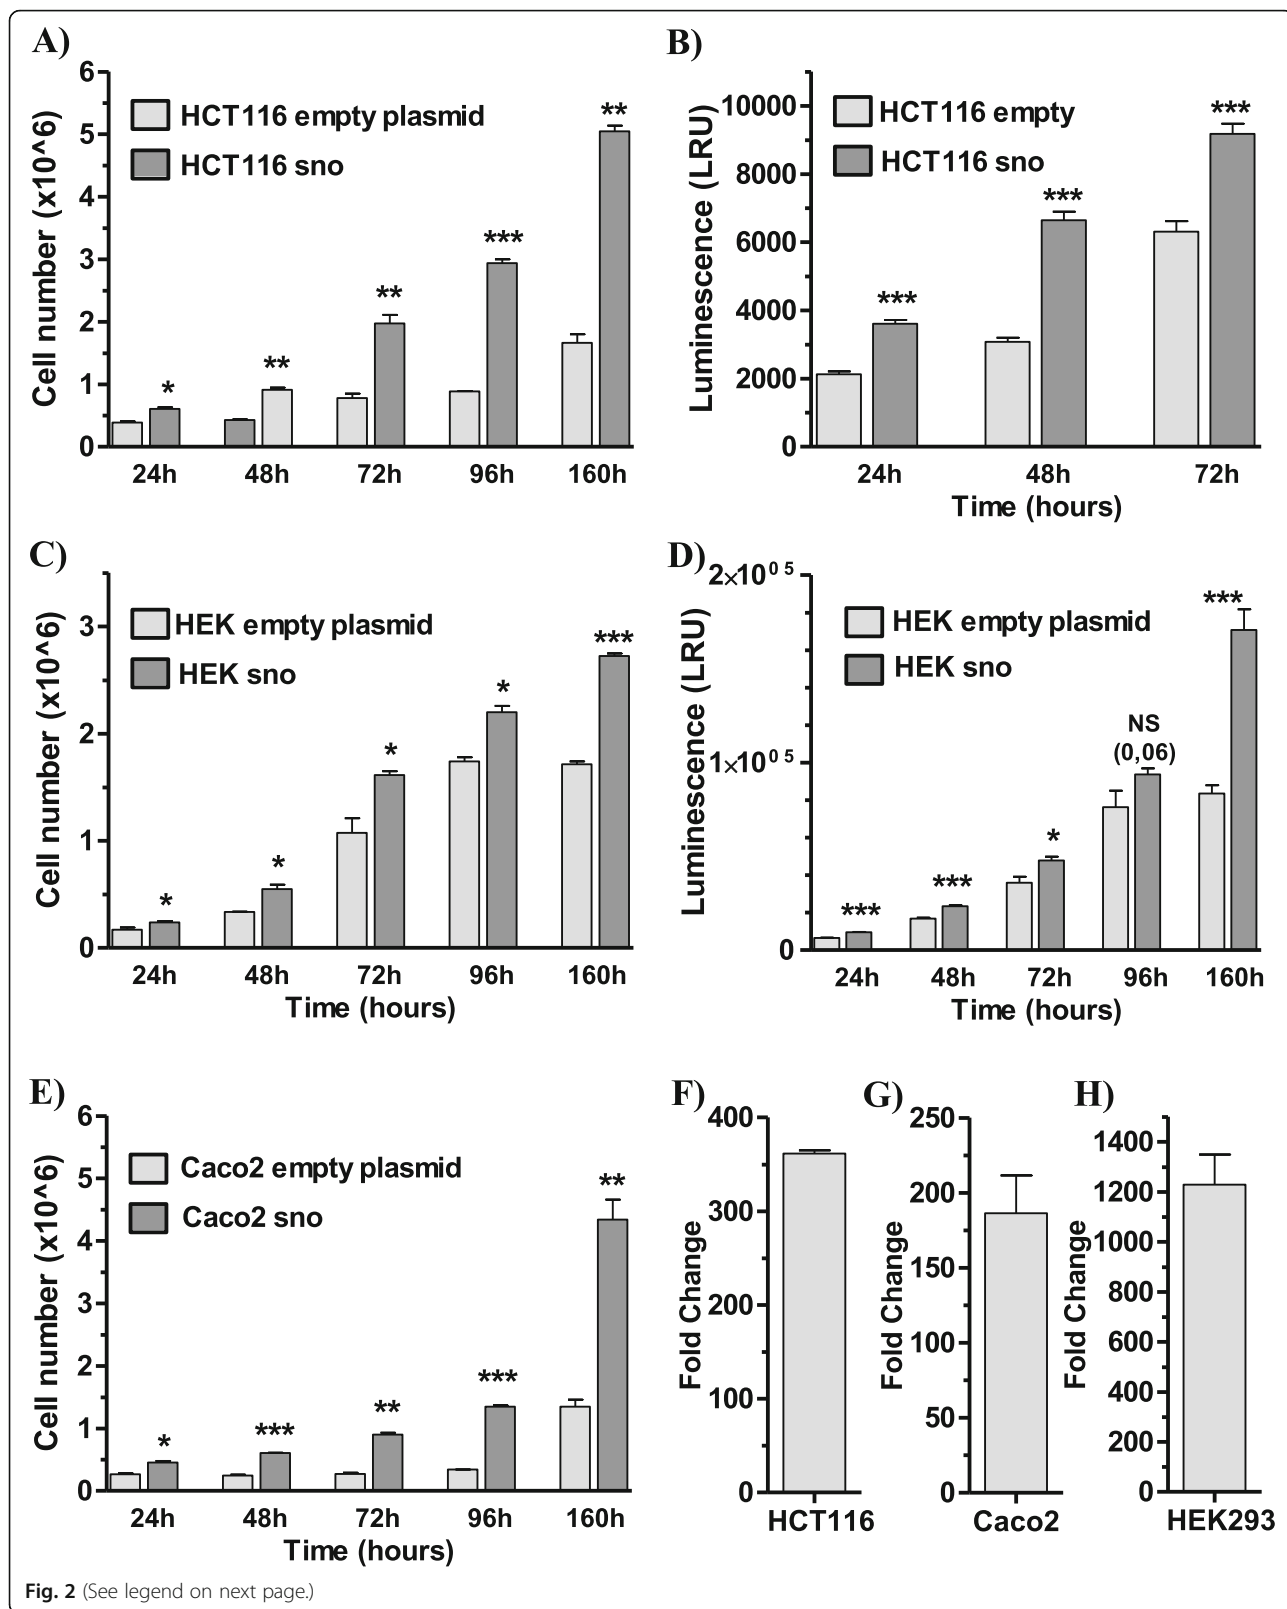 A)
6
5
4
3
2
1
0
Cell number (x10^6)
HCT116 empty plasmid
HCT116 sno
*
**
**
***
**
24h 48h 72h 96h 160h
B)
10000
8000
6000
4000
2000
0
Luminescence (LRU)
HCT116 empty
HCT116 sno
***
***
***
24h 48h 72h
Time (hours)
C)
3
2
1
0
Cell number (x10^6)
HEK empty plasmid
HEK sno
*
*
*
*
***
24h 48h 72h 96h 160h
Time (hours)
D)
2×10^05
1×10^05
0
Luminescence (LRU)
HEK empty plasmid
HEK sno
***
***
*
NS
(0,06)
***
24h 48h 72h 96h 160h
Time (hours)
E)
6
5
4
3
2
1
0
Cell number (x10^6)
Caco2 empty plasmid
Caco2 sno
*
***
**
***
**
24h 48h 72h 96h 160h
Time (hours)
F)
400
300
200
100
0
Fold Change
HCT116
G)
250
200
150
100
50
0
Fold Change
Caco2
H)
1400
1200
1000
800
600
400
200
0
Fold Change
HEK293
Fig. 2 (See legend on next page.)